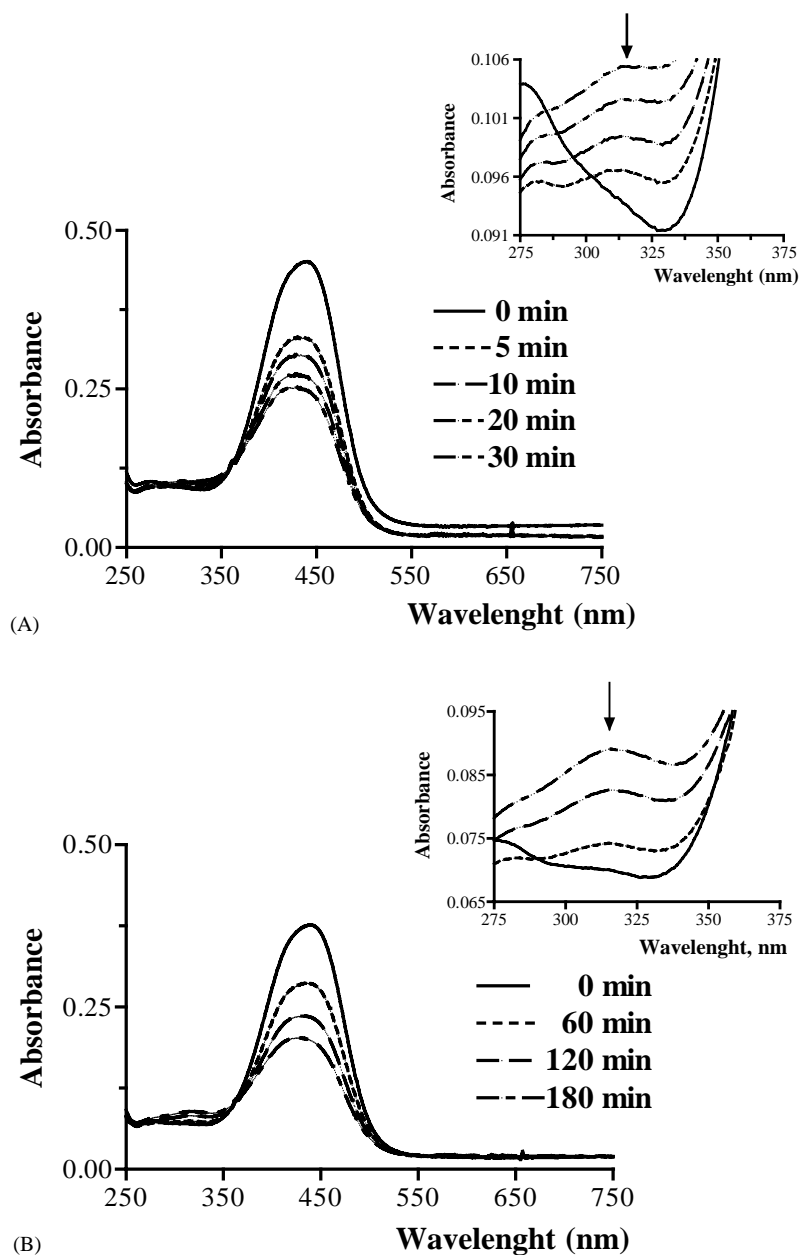 0.106
0.101
0.096
0.091
Absorbance
275 300 325 350 375
Wavelenght (nm)
0.50
0.25
0.00
Absorbance
0 min
5 min
10 min
20 min
30 min
250 350 450 550 650 750
Wavelenght (nm)
(A)
0.095
0.085
0.075
0.065
Absorbance
275 300 325 350 375
Wavelenght, nm
0.50
0.25
0.00
Absorbance
0 min
60 min
120 min
180 min
250 350 450 550 650 750
Wavelenght (nm)
(B)